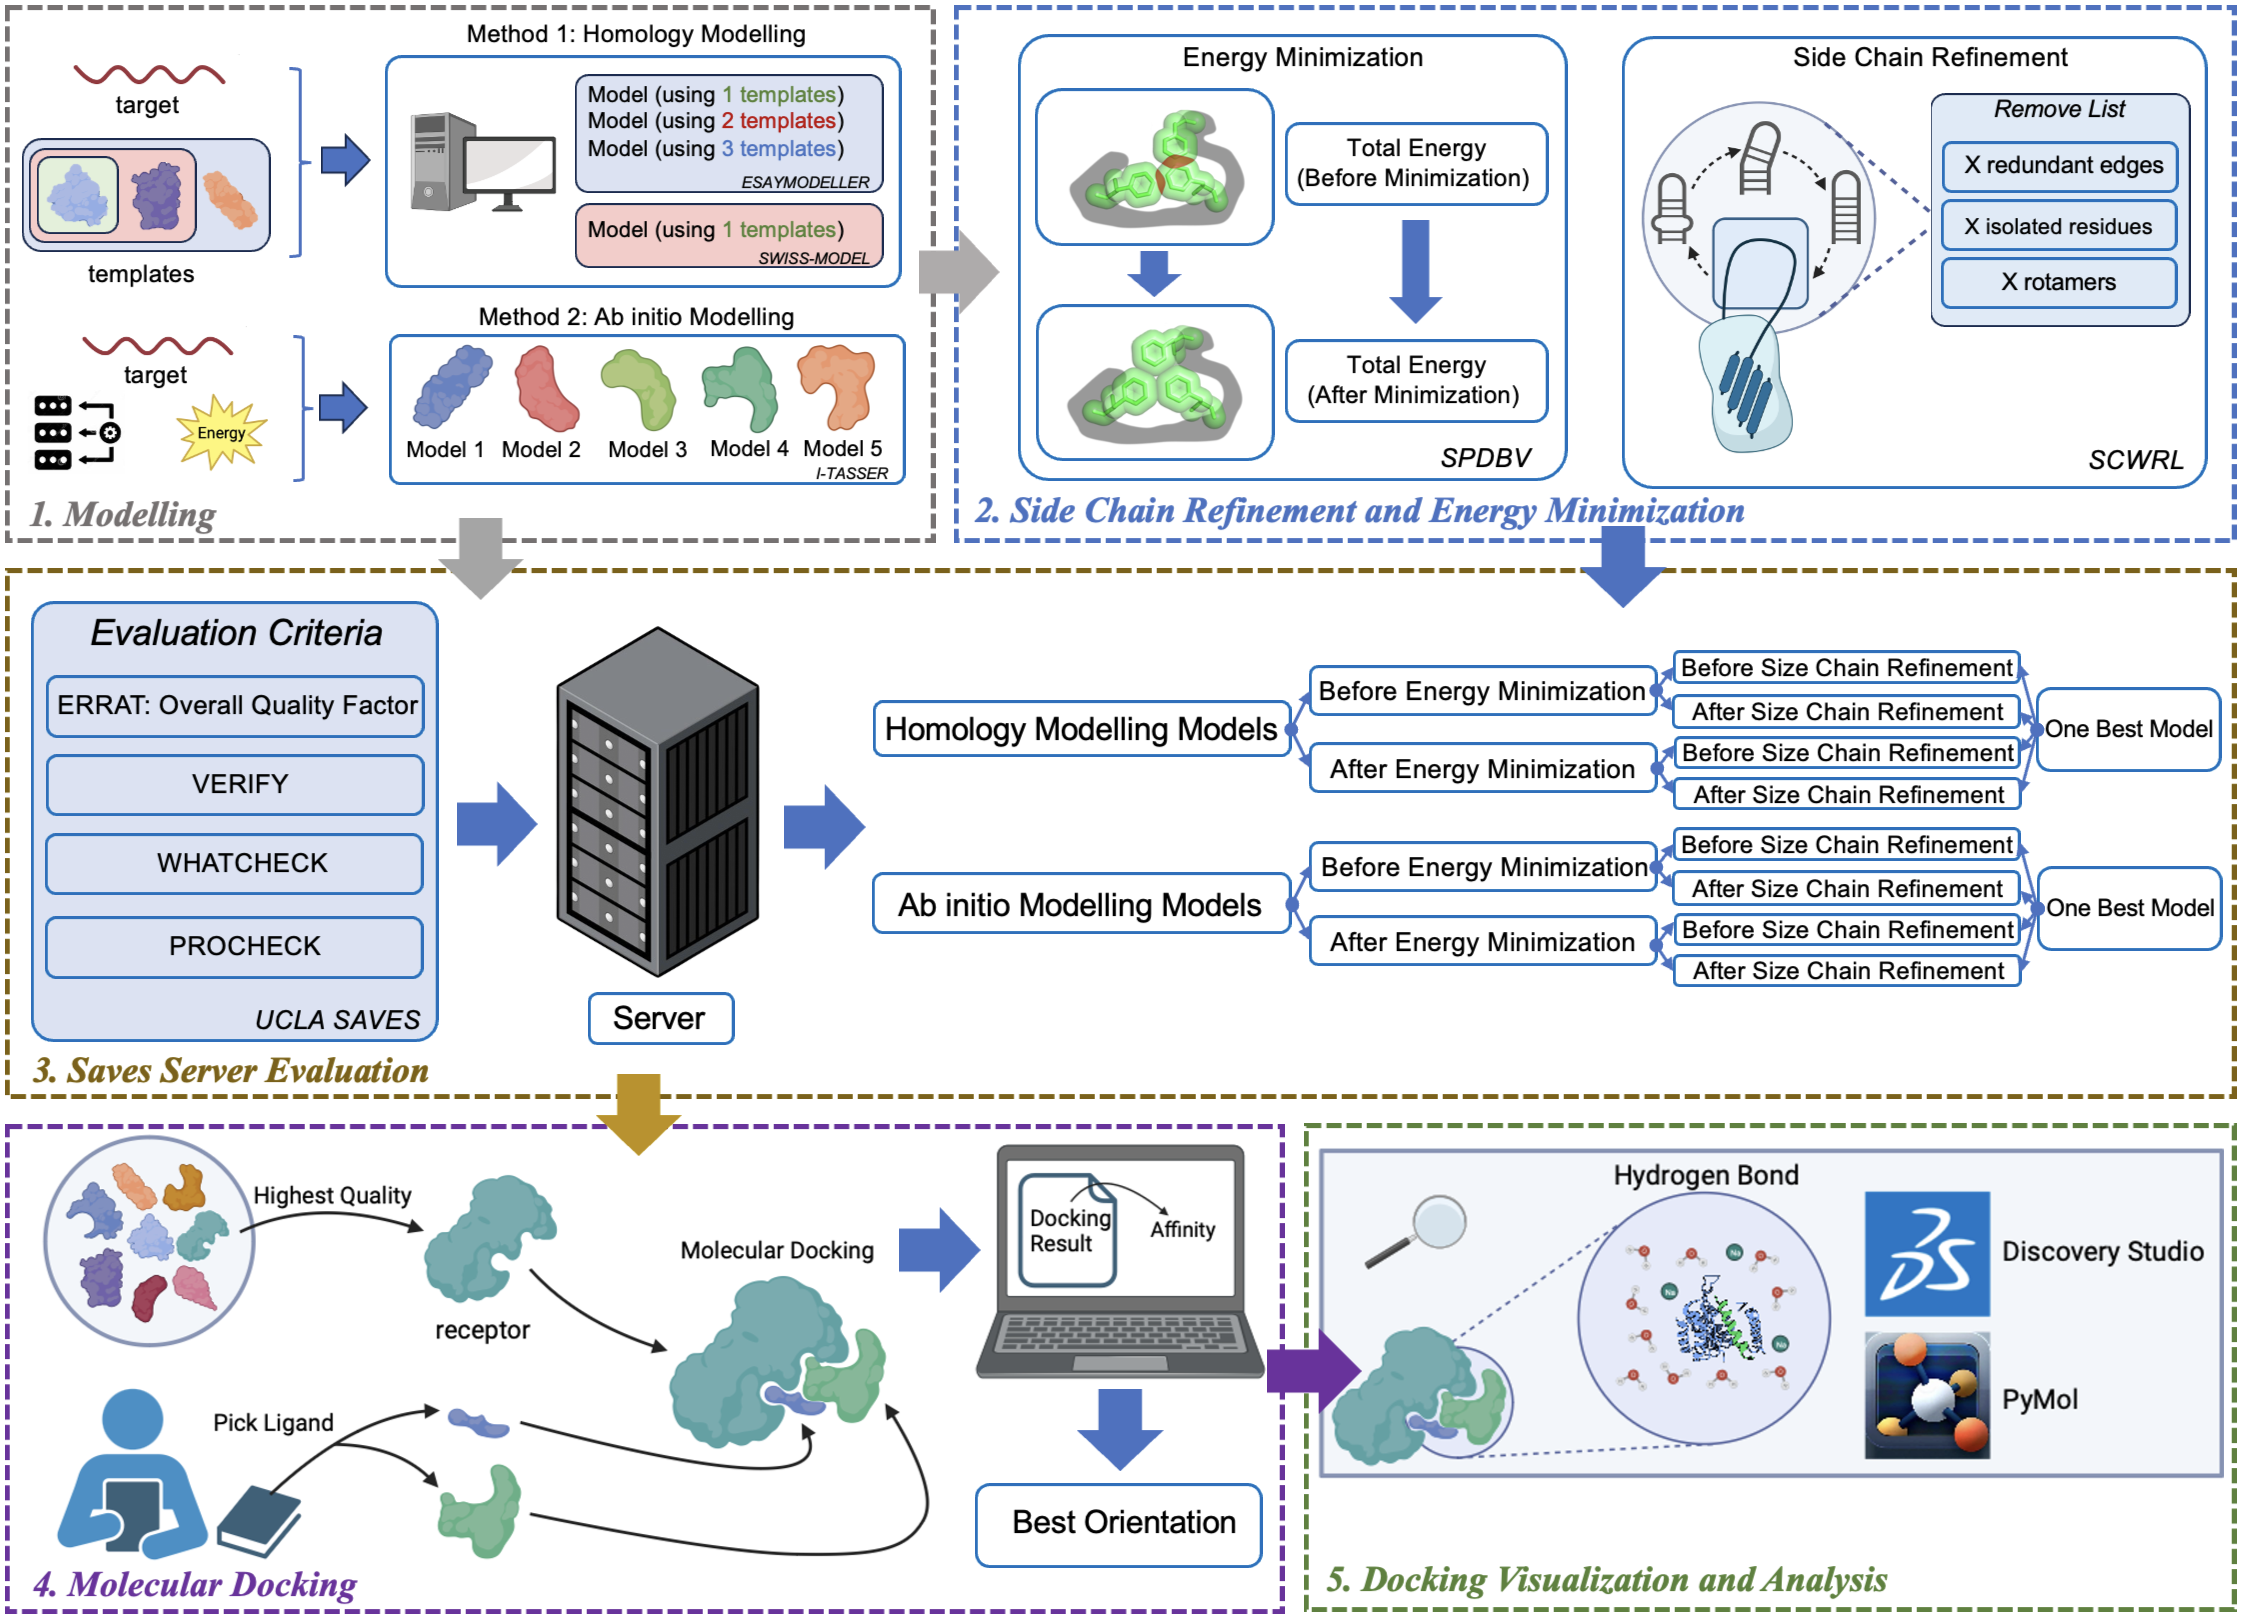 Method 1: Homology Modelling
target
templates
Model (using 1 templates)
Model (using 2 templates)
Model (using 3 templates)
ESAYMODELLER
Model (using 1 templates)
SWISS-MODEL
Method 2: Ab initio Modelling
target
Energy
Model 1
Model 2
Model 3
Model 4
Model 5
I-TASSER
1. Modelling
Energy Minimization
Total Energy
(Before Minimization)
Total Energy
(After Minimization)
SPDBV
Side Chain Refinement
Remove List
X redundant edges
X isolated residues
X rotamers
SCWRL
2. Side Chain Refinement and Energy Minimization
Evaluation Criteria
ERRAT: Overall Quality Factor
VERIFY
WHATCHECK
PROCHECK
UCLA SAVES
Server
Homology Modelling Models
Before Energy Minimization
After Energy Minimization
Before Size Chain Refinement
After Size Chain Refinement
Before Size Chain Refinement
After Size Chain Refinement
One Best Model
Ab initio Modelling Models
Before Energy Minimization
After Energy Minimization
Before Size Chain Refinement
After Size Chain Refinement
Before Size Chain Refinement
After Size Chain Refinement
One Best Model
3. Saves Server Evaluation
Highest Quality
receptor
Pick Ligand
Molecular Docking
Docking
Result
Affinity
Best Orientation
4. Molecular Docking
Hydrogen Bond
Na
Na
Na
Discovery Studio
PyMol
5. Docking Visualization and Analysis